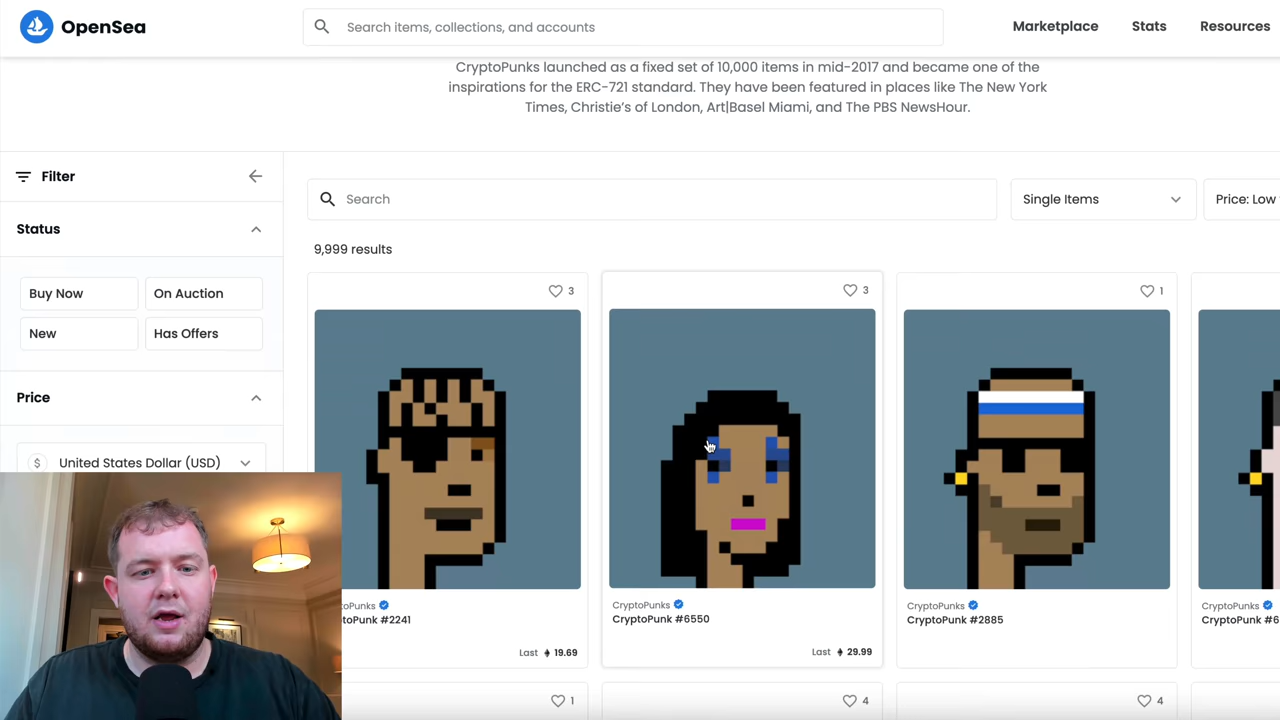 OpenSea
Search items, collections, and accounts
Marketplace
Stats
Resources
CryptoPunks launched as a fixed set of 10,000 items in mid-2017 and became one of the
inspirations for the ERC-721 standard. They have been featured in places like The New York
Times, Christie's of London, Art|Basel Miami, and The PBS NewsHour.
Filter
Search
Single Items
Price: Low
Status
9,999 results
Buy Now
On Auction
New
Has Offers
Price
$ United States Dollar (USD)
3
3
1
CryptoPunks
CryptoPunk #6550
Last 29.99
CryptoPunks
CryptoPunk #2885
CryptoPunks
Last 19.69
1
4
4